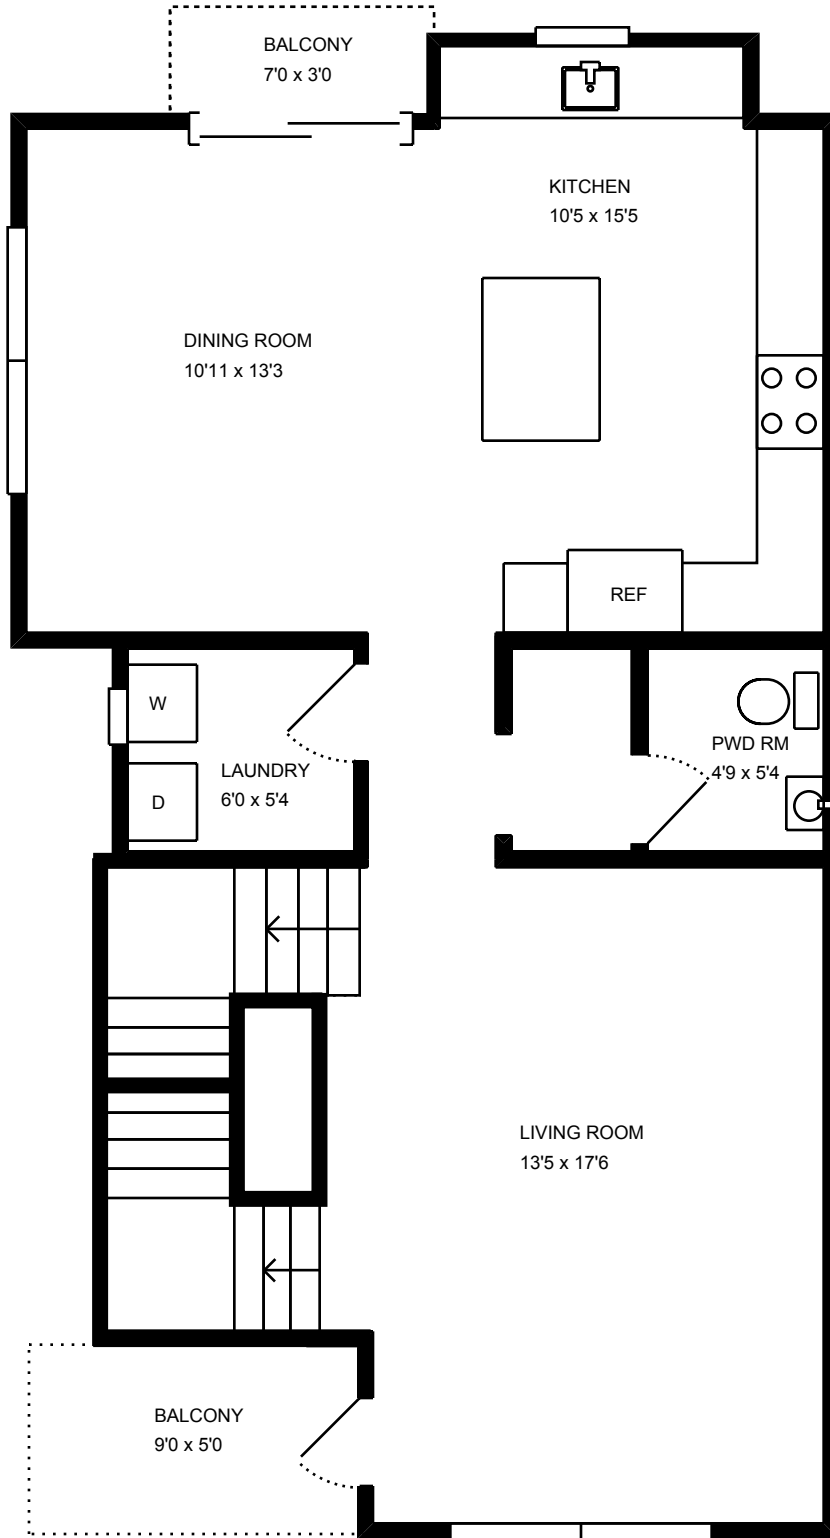 BALCONY
7'0 x 3'0
KITCHEN
10'5 x 15'5
DINING ROOM
10'11 x 13'3
REF
W
LAUNDRY
6'0 x 5'4
D
PWD RM
4'9 x 5'4
LIVING ROOM
13'5 x 17'6
BALCONY
9'0 x 5'0